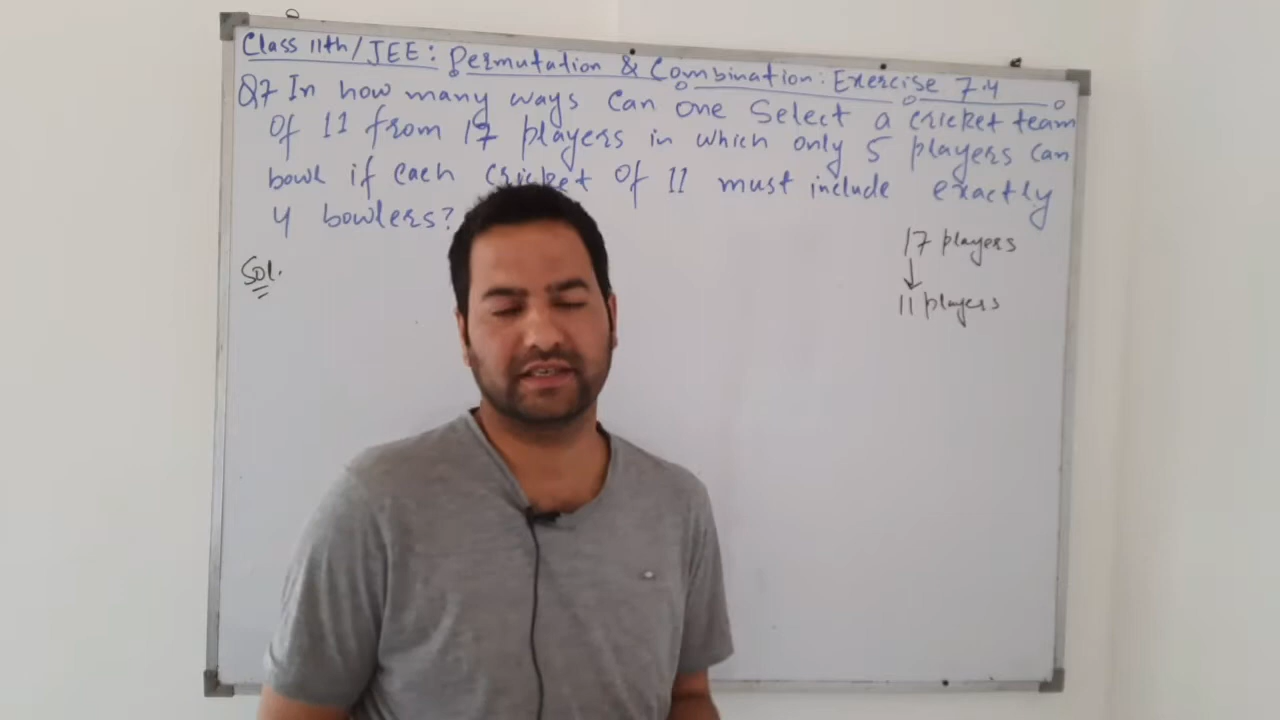 Class 11th/JEE: Permutation & Combination: Exercise 7.4
Q7 In how many ways can one Select a cricket team
Of 11 from 17 players in which only 5 players can
bowl if each cricket Of 11 must include exactly
4 bowlers?
17 players
Sol.
↓
11 players